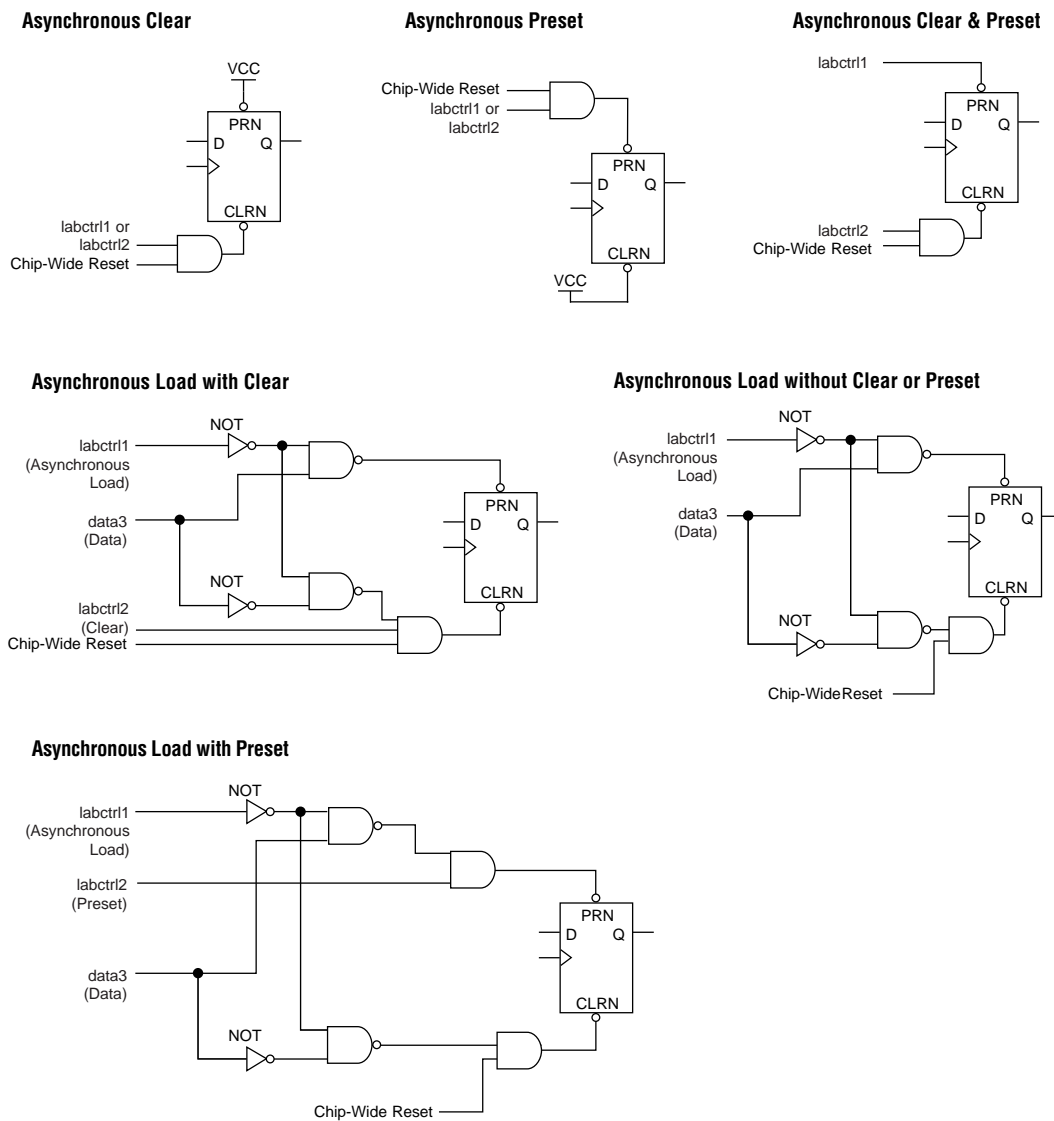 Asynchronous Clear
VCC
PRN
D
Q
CLRN
labctrl1 or
labctrl2
Chip-Wide Reset
Asynchronous Preset
Chip-Wide Reset
labctrl1 or
labctrl2
PRN
D
Q
CLRN
VCC
Asynchronous Clear & Preset
labctrl1
PRN
D
Q
CLRN
labctrl2
Chip-Wide Reset
Asynchronous Load with Clear
NOT
labctrl1
(Asynchronous
Load)
PRN
D
Q
data3
(Data)
NOT
CLRN
labctrl2
(Clear)
Chip-Wide Reset
Asynchronous Load without Clear or Preset
NOT
labctrl1
(Asynchronous
Load)
PRN
data3
(Data)
D
Q
CLRN
NOT
Chip-WideReset
Asynchronous Load with Preset
NOT
labctrl1
(Asynchronous
Load)
labctrl2
(Preset)
PRN
D
Q
data3
(Data)
CLRN
NOT
Chip-Wide Reset